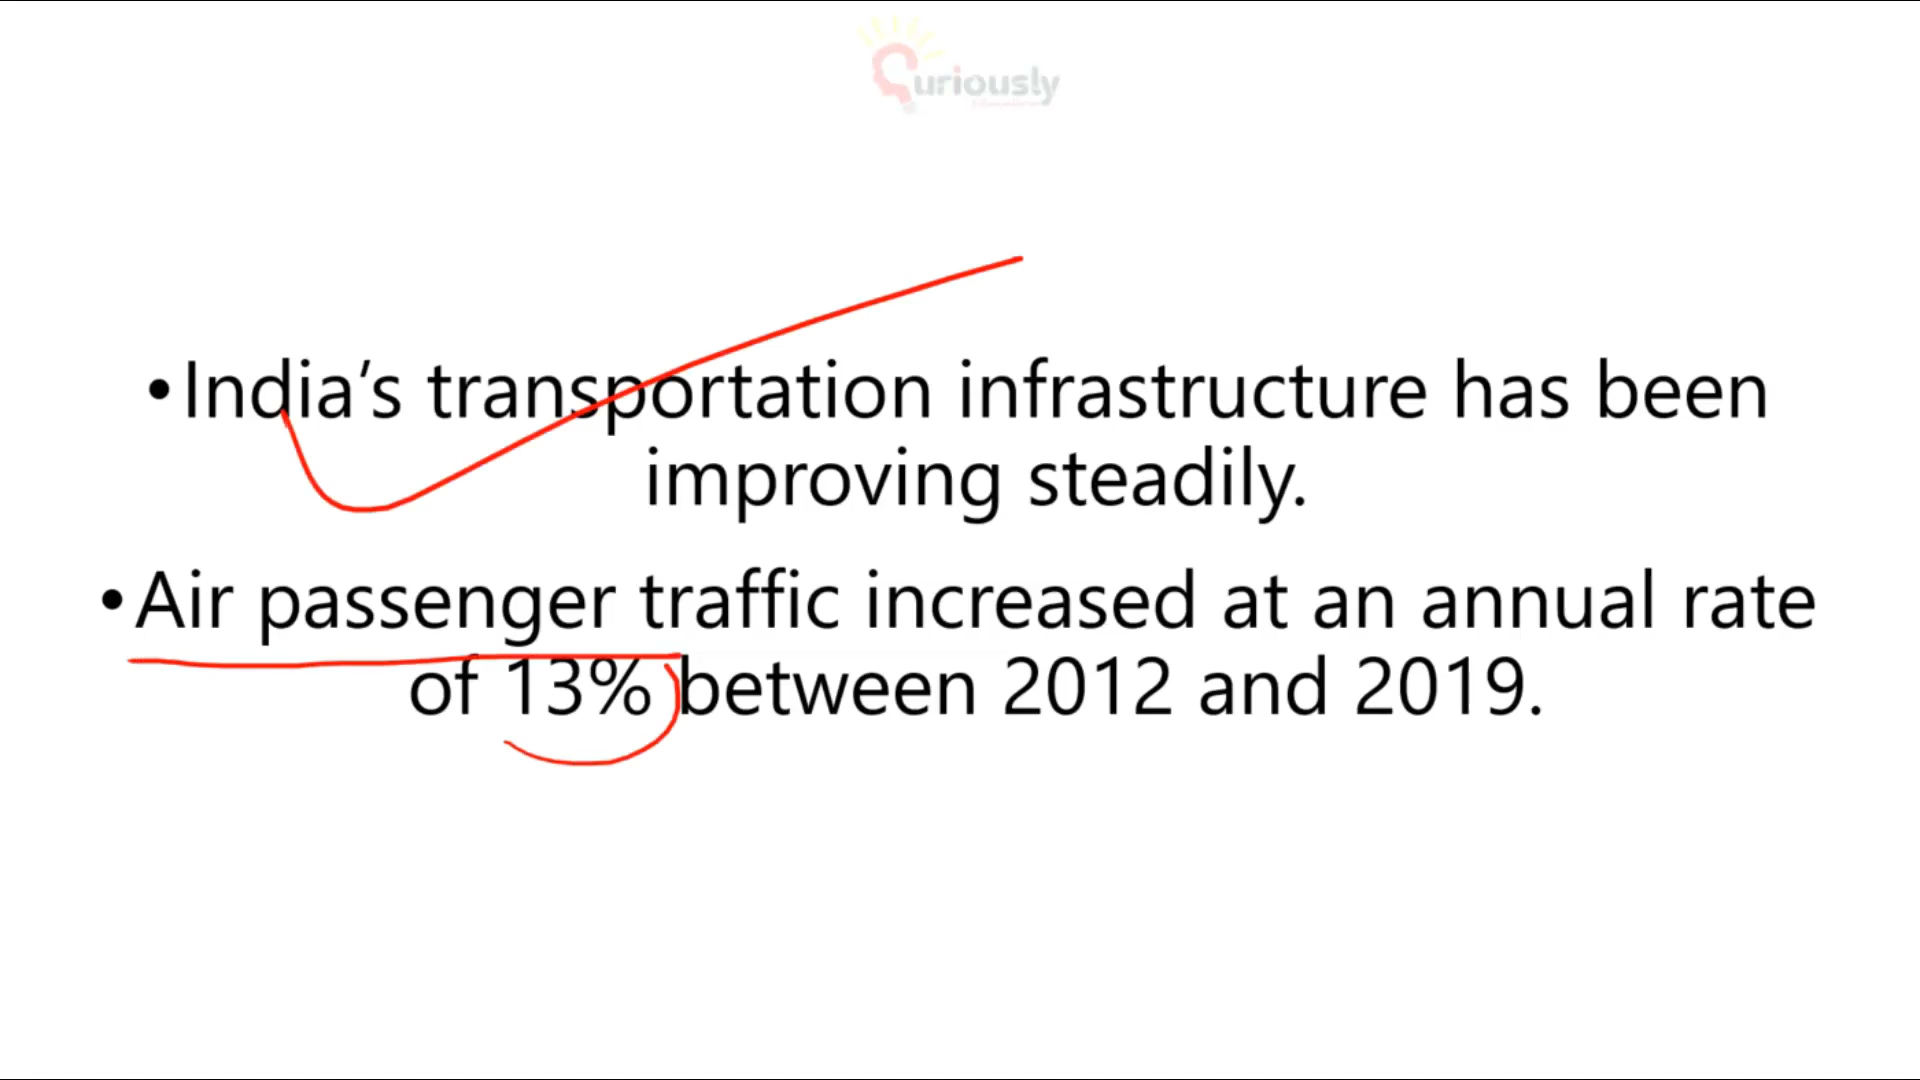 uriously
•India’s transportation infrastructure has been
improving steadily.
•Air passenger traffic increased at an annual rate
of 13% between 2012 and 2019.